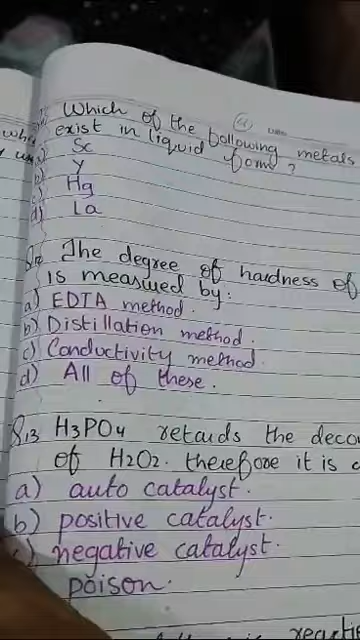 Which of the following metals
exist in liquid form?
a) Sc
b) Y
c) Hg
d) La
Q12 The degree of hardness of
is measured by:
a) EDTA method.
b) Distillation method.
c) Conductivity method.
d) All of these.
Q13 H3PO4 retards the deco
of H2O2. therefore it is
a) auto catalyst.
b) positive catalyst.
c) negative catalyst.
poison.